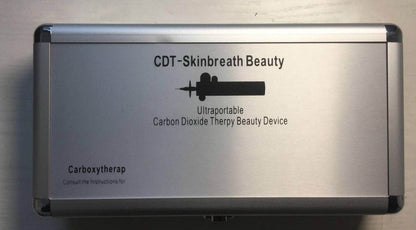 CDT-Skinbreath Beauty
Ultraportable
Carbon Dioxide Therpy Beauty Device
Carboxytherap
Consult the Instructions for